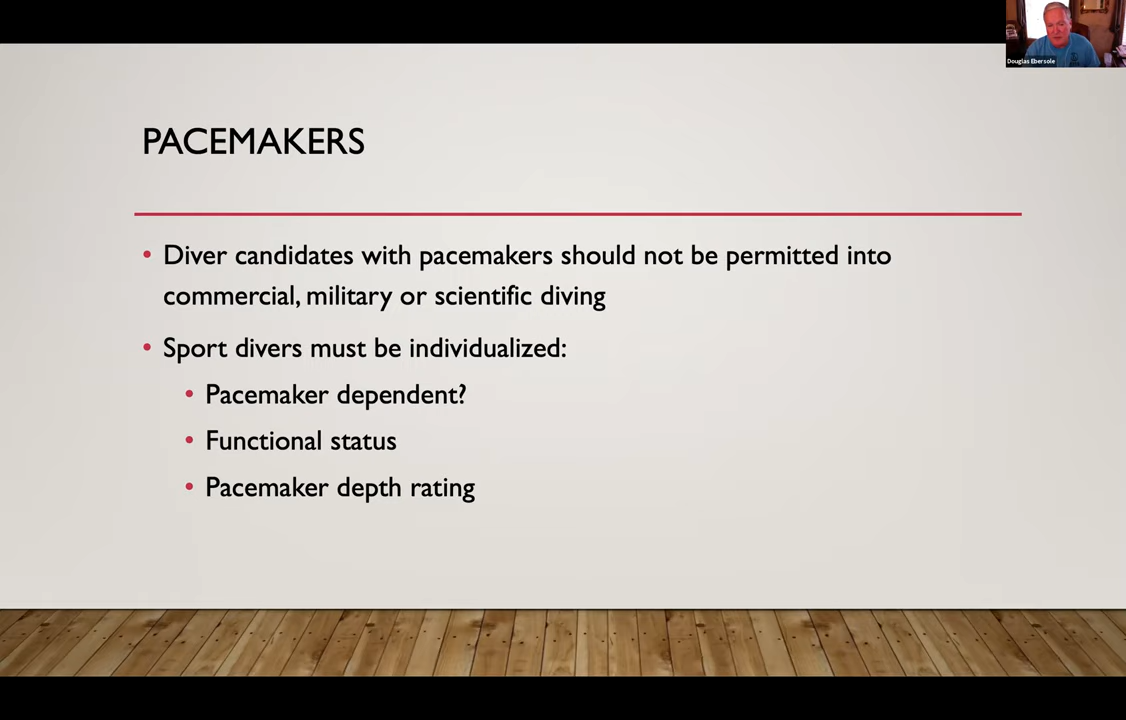 Douglas Ebersole
PACEMAKERS
• Diver candidates with pacemakers should not be permitted into
commercial, military or scientific diving
• Sport divers must be individualized:
• Pacemaker dependent?
• Functional status
• Pacemaker depth rating